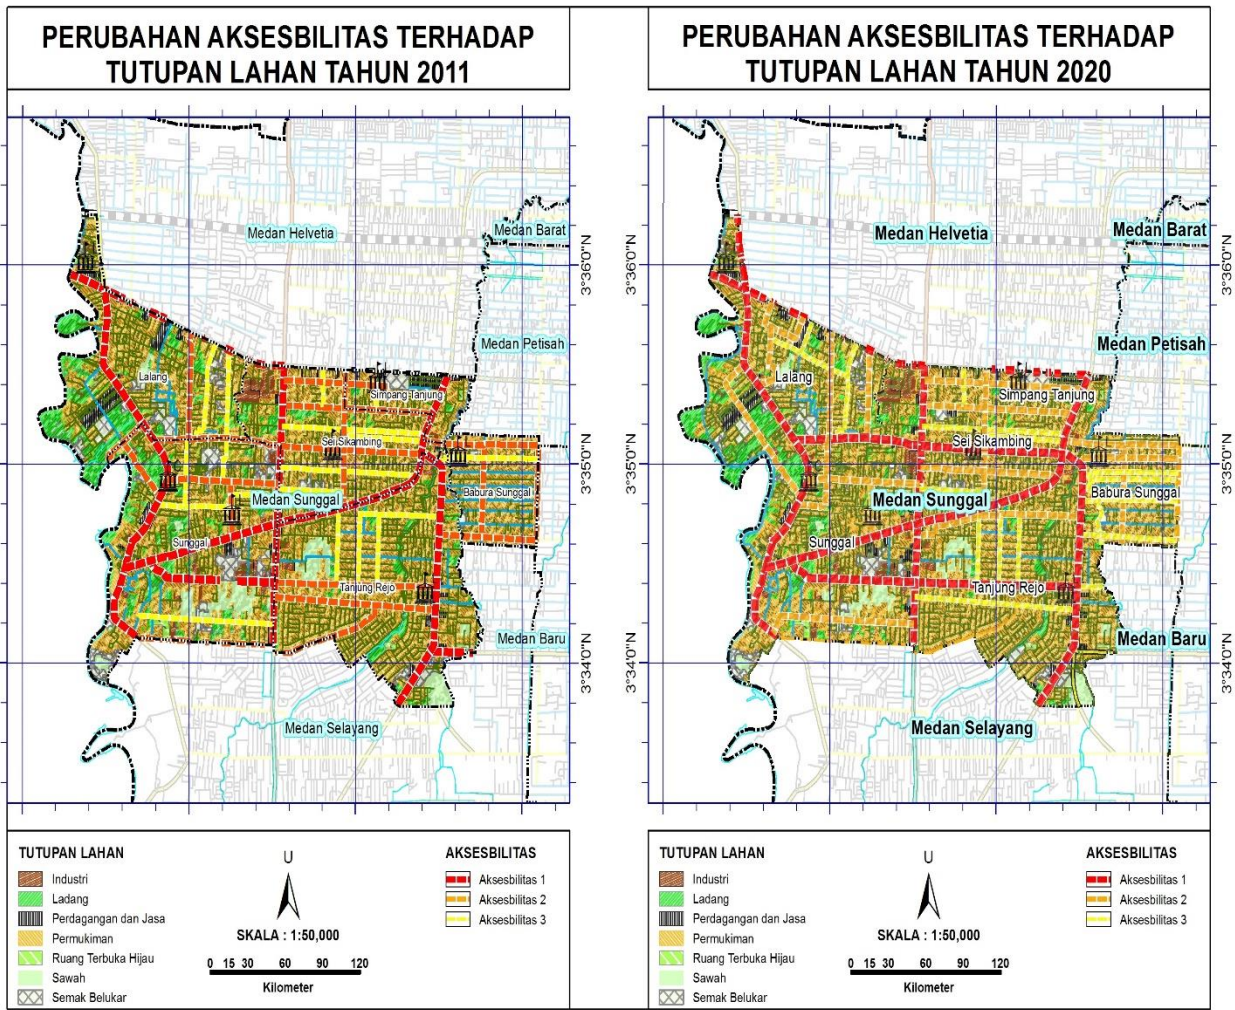 PERUBAHAN AKSESBILITAS TERHADAP
TUTUPAN LAHAN TAHUN 2011
Medan Helvetia
Medan Barat
3°36'0"N
Medan Petisah
Lalang
Simpang Tanjung
Sei Sikambing
3°35'0"N
Babura Sunggal
Medan Sunggal
Sunggal
Tanjung Rejo
Medan Baru
3°34'0"N
Medan Selayang
TUTUPAN LAHAN
Industri
Ladang
Perdagangan dan Jasa
Permukiman
Ruang Terbuka Hijau
Sawah
Semak Belukar
U
SKALA : 1:50,000
0 15 30 60 90 120
Kilometer
AKSESBILITAS
Aksesbilitas 1
Aksesbilitas 2
Aksesbilitas 3
PERUBAHAN AKSESBILITAS TERHADAP
TUTUPAN LAHAN TAHUN 2020
Medan Helvetia
Medan Barat
3°36'0"N
3°36'0"N
Medan Petisah
Lalang
Simpang Tanjung
Sei Sikambing
3°35'0"N
3°35'0"N
Babura Sunggal
Medan Sunggal
Sunggal
Tanjung Rejo
Medan Baru
3°34'0"N
3°34'0"N
Medan Selayang
TUTUPAN LAHAN
Industri
Ladang
Perdagangan dan Jasa
Permukiman
Ruang Terbuka Hijau
Sawah
Semak Belukar
U
SKALA : 1:50,000
0 15 30 60 90 120
Kilometer
AKSESBILITAS
Aksesbilitas 1
Aksesbilitas 2
Aksesbilitas 3